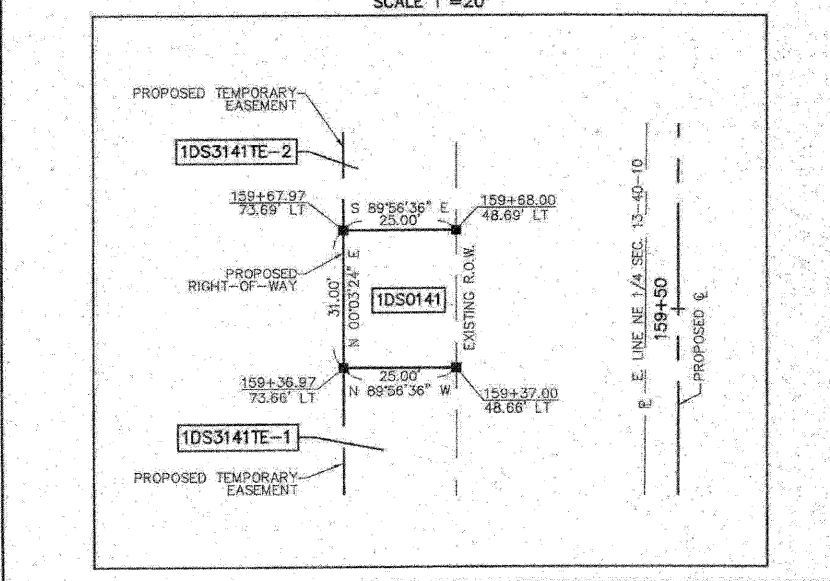 SCALE 1"=20'
PROPOSED TEMPORARY
EASEMENT
1DS3141TE-2
159+67.97
73.69' LT
S 89°56'36" E
25.00'
159+68.00
48.69' LT
PROPOSED
RIGHT-OF-WAY
31.00'
N 00°03'24" E
1DS0141
EXISTING R.O.W.
E. LINE NE 1/4 SEC. 13-40-10
159+50
PROPOSED ℄
159+36.97
73.66' LT
25.00'
N 89°56'36" W
159+37.00
48.66' LT
1DS3141TE-1
PROPOSED TEMPORARY
EASEMENT